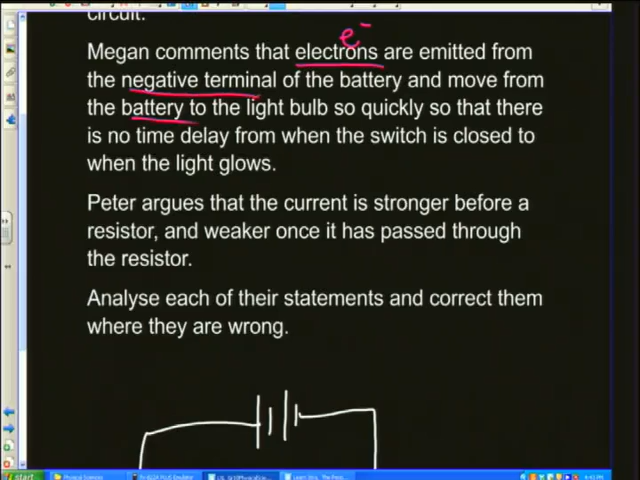 circuit.
e⁻
Megan comments that electrons are emitted from
the negative terminal of the battery and move from
the battery to the light bulb so quickly so that there
is no time delay from when the switch is closed to
when the light glows.
Peter argues that the current is stronger before a
resistor, and weaker once it has passed through
the resistor.
Analyse each of their statements and correct them
where they are wrong.
start
Physical Sciences